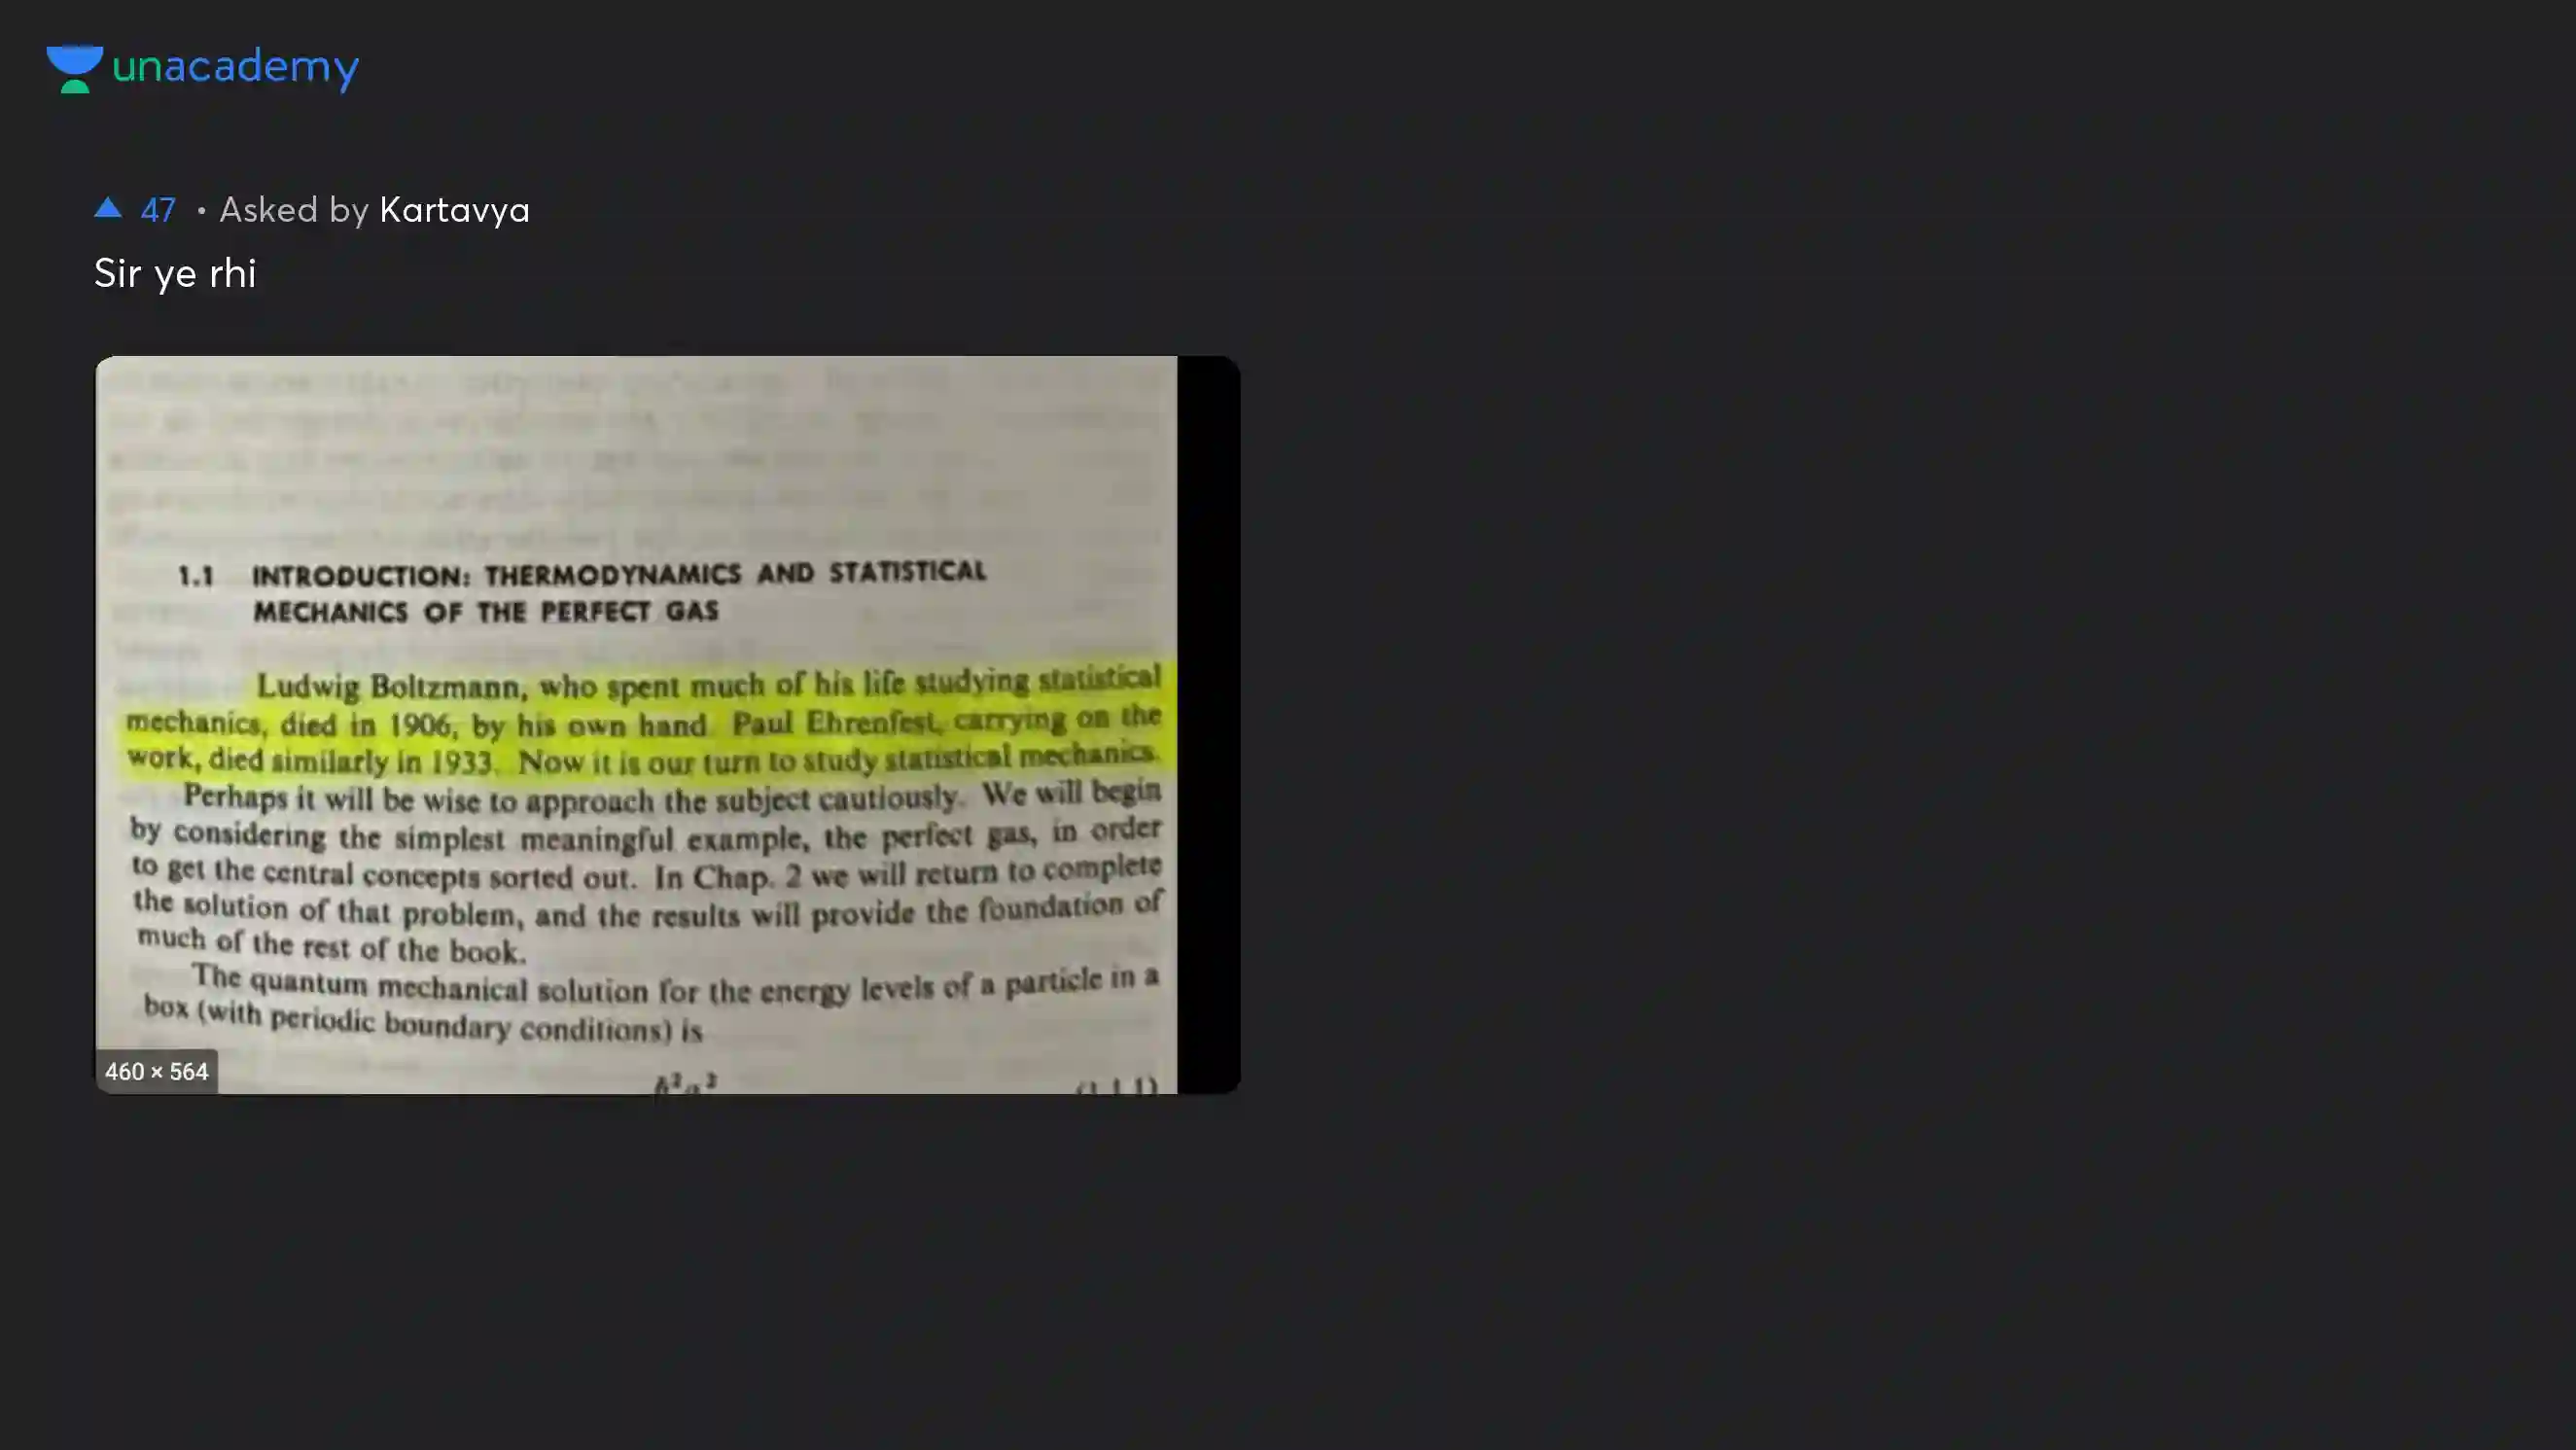 unacademy
47 • Asked by Kartavya
Sir ye rhi
1.1 INTRODUCTION: THERMODYNAMICS AND STATISTICAL
MECHANICS OF THE PERFECT GAS
Ludwig Boltzmann, who spent much of his life studying statistical
mechanics, died in 1906, by his own hand. Paul Ehrenfest, carrying on the
work, died similarly in 1933. Now it is our turn to study statistical mechanics.
Perhaps it will be wise to approach the subject cautiously. We will begin
by considering the simplest meaningful example, the perfect gas, in order
to get the central concepts sorted out. In Chap. 2 we will return to complete
the solution of that problem, and the results will provide the foundation of
much of the rest of the book.
The quantum mechanical solution for the energy levels of a particle in a
box (with periodic boundary conditions) is
(1.1.1)
460 × 564